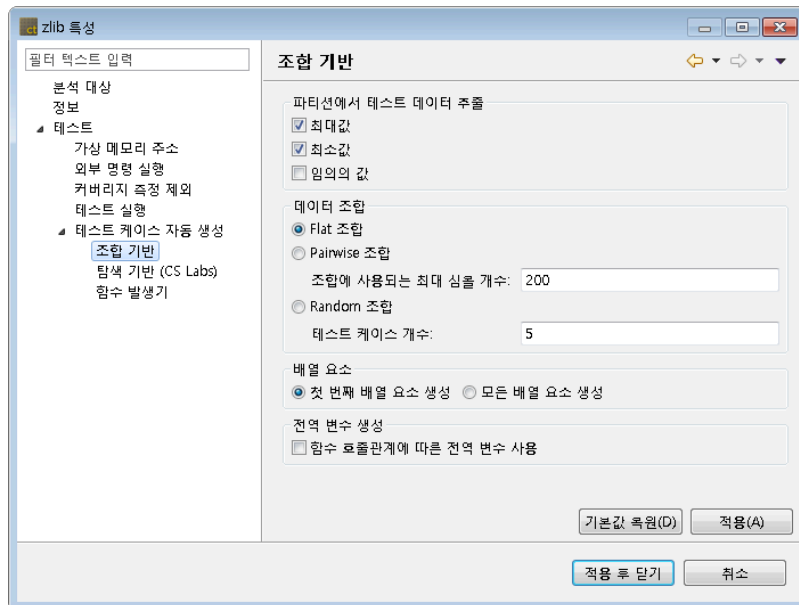 ct zlib 특성
필터 텍스트 입력
분석 대상
정보
테스트
가상 메모리 주소
외부 명령 실행
커버리지 측정 제외
테스트 실행
테스트 케이스 자동 생성
조합 기반
탐색 기반 (CS Labs)
함수 발생기
조합 기반
파티션에서 테스트 데이터 추출
최대값
최소값
임의의 값
데이터 조합
Flat 조합
Pairwise 조합
조합에 사용되는 최대 심볼 개수: 200
Random 조합
테스트 케이스 개수: 5
배열 요소
첫 번째 배열 요소 생성 모든 배열 요소 생성
전역 변수 생성
함수 호출관계에 따른 전역 변수 사용
기본값 복원(D) 적용(A)
적용 후 닫기 취소